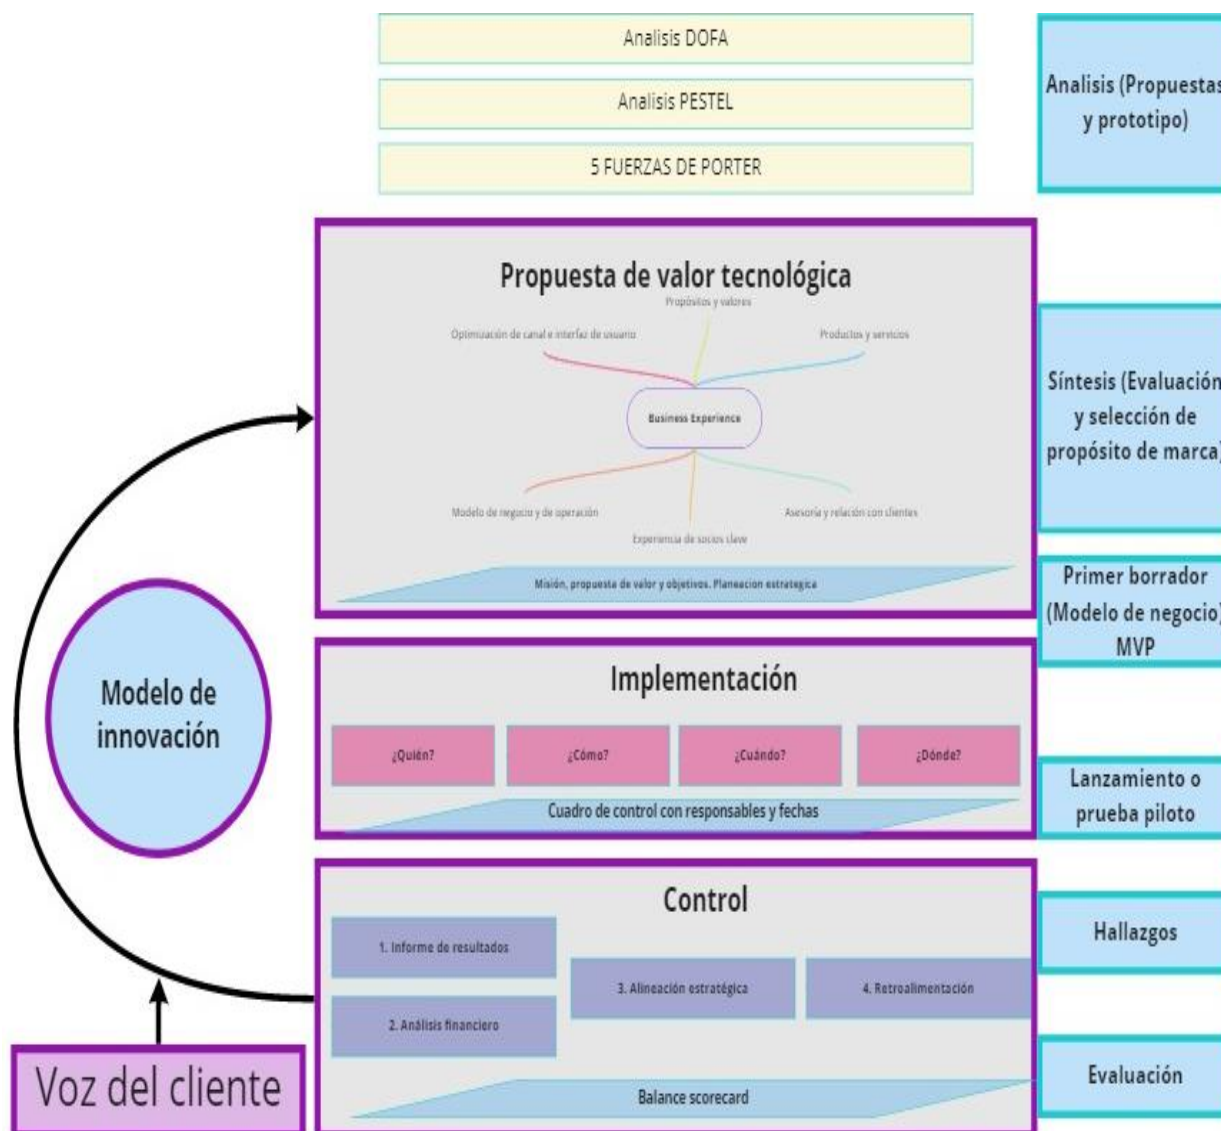 Analisis DOFA
Analisis PESTEL
5 FUERZAS DE PORTER
Analisis (Propuestas
y prototipo)
Propuesta de valor tecnológica
Propósitos y valores
Optimización de canal e interfaz de usuario
Productos y servicios
Business Experience
Modelo de negocio y de operación
Asesoría y relación con clientes
Experiencia de socios clave
Misión, propuesta de valor y objetivos. Planeacion estrategica
Síntesis (Evaluación
y selección de
propósito de marca)
Primer borrador
(Modelo de negocio)
MVP
Modelo de
innovación
Implementación
¿Quién?
¿Cómo?
¿Cuándo?
¿Dónde?
Cuadro de control con responsables y fechas
Lanzamiento o
prueba piloto
Control
1. Informe de resultados
2. Análisis financiero
3. Alineación estratégica
4. Retroalimentación
Balance scorecard
Hallazgos
Evaluación
Voz del cliente